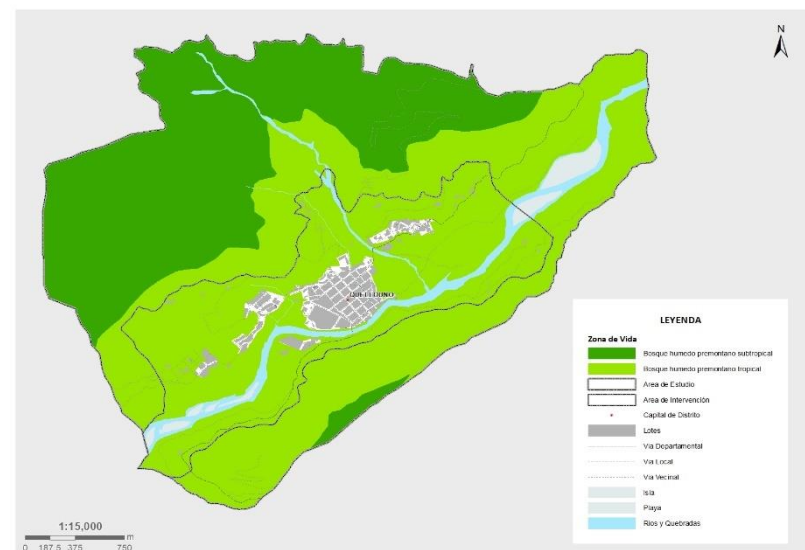 N
QUELLOUNO
LEYENDA
Zona de Vida
Bosque humedo premontano subtropical
Bosque humedo premontano tropical
Area de Estudio
Area de Intervención
Capital de Distrito
Lotes
Via Departamental
Via Local
Via Vecinal
Isla
Playa
Rios y Quebradas
1:15,000
m
0 187.5 375 750